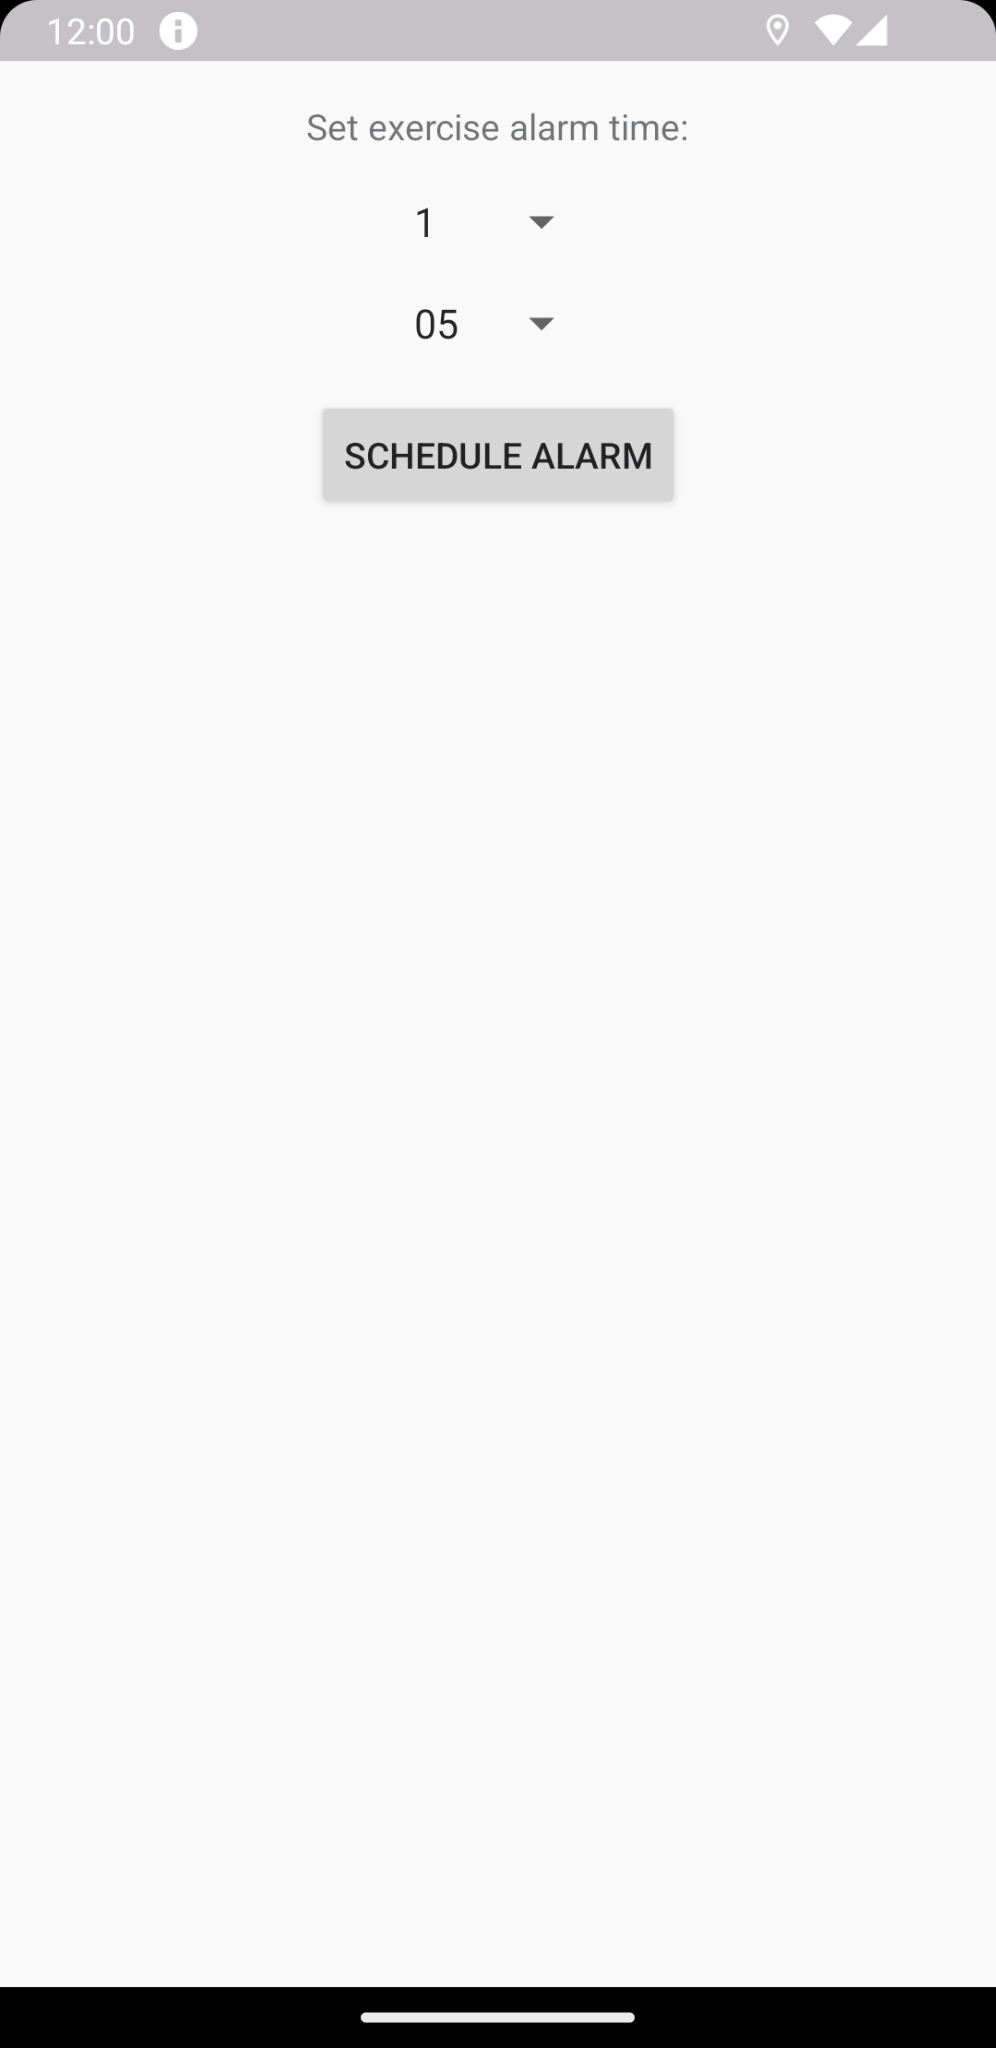 12:00
Set exercise alarm time:
1
05
SCHEDULE ALARM